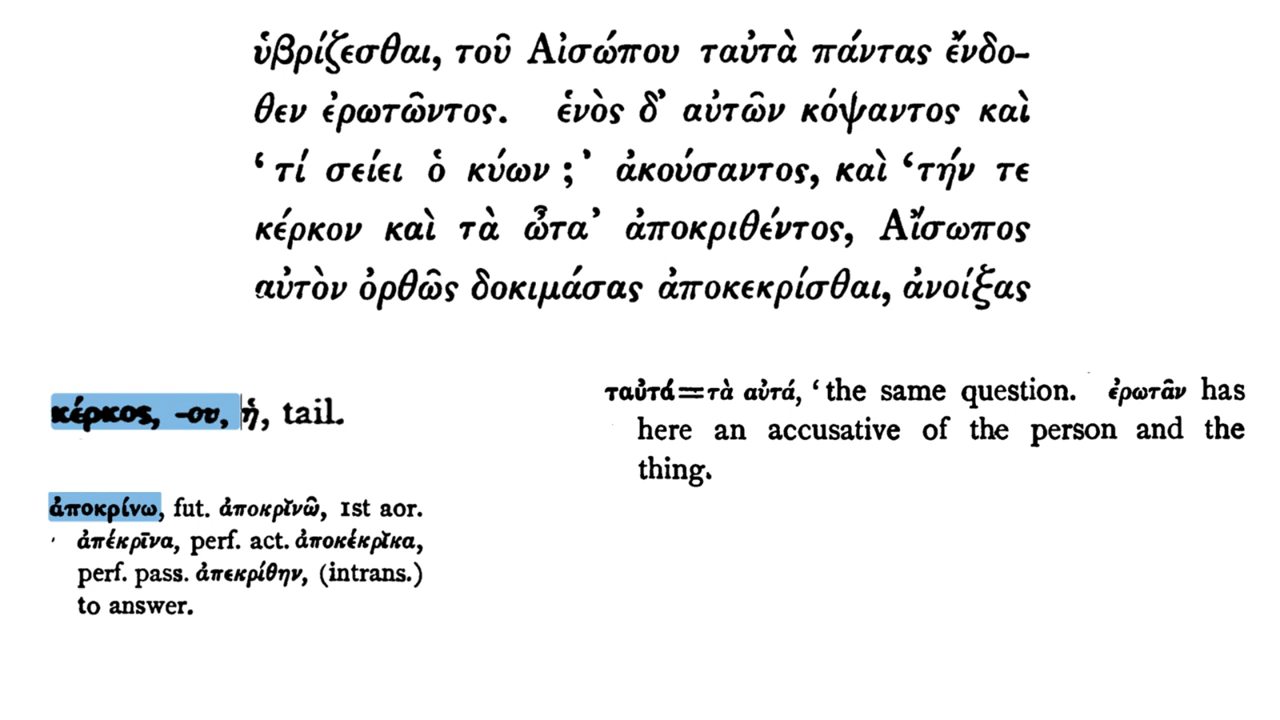 ὑβρίζεσθαι, τοῦ Αἰσώπου ταὐτὰ πάντας ἔνδο-
θεν ἐρωτῶντος. ἑνὸς δ’ αὐτῶν κόψαντος καὶ
‘τί σείει ὁ κύων;’ ἀκούσαντος, καὶ ‘τήν τε
κέρκον καὶ τὰ ὦτα’ ἀποκριθέντος, Αἴσωπος
αὐτὸν ὀρθῶς δοκιμάσας ἀποκεκρίσθαι, ἀνοίξας
κέρκος, -ου, ἡ, tail.
ἀποκρίνω, fut. ἀποκρῐνῶ, 1st aor.
ἀπέκρῑνα, perf. act. ἀποκέκρῐκα,
perf. pass. ἀπεκρίθην, (intrans.)
to answer.
ταὐτά=τὰ αὐτά, ‘the same question. ἐρωτᾶν has
here an accusative of the person and the
thing.